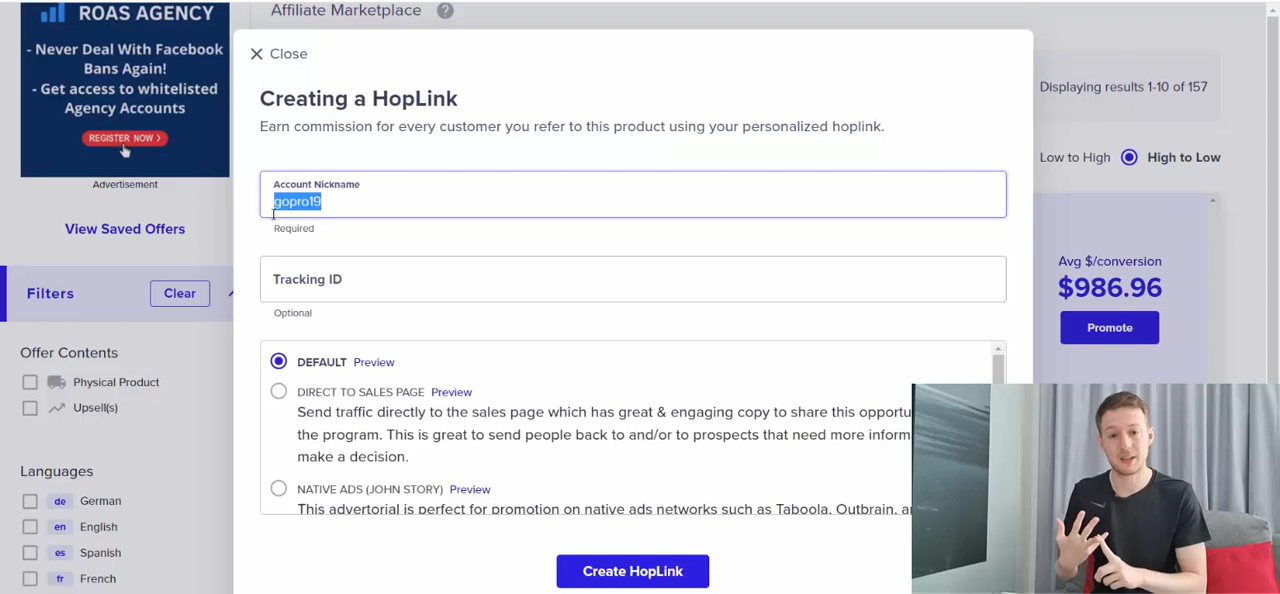 ROAS AGENCY
- Never Deal With Facebook
Bans Again!
- Get access to whitelisted
Agency Accounts
REGISTER NOW >
Advertisement
View Saved Offers
Filters
Clear
Offer Contents
Physical Product
Upsell(s)
Languages
de German
en English
es Spanish
fr French
Affiliate Marketplace ?
Close
Creating a HopLink
Earn commission for every customer you refer to this product using your personalized hoplink.
Account Nickname
gopro19
Required
Tracking ID
Optional
DEFAULT Preview
DIRECT TO SALES PAGE Preview
Send traffic directly to the sales page which has great & engaging copy to share this opportu
the program. This is great to send people back to and/or to prospects that need more inform
make a decision.
NATIVE ADS (JOHN STORY) Preview
This advertorial is perfect for promotion on native ads networks such as Taboola, Outbrain,
Create HopLink
Displaying results 1-10 of 157
Low to High High to Low
Avg $/conversion
$986.96
Promote